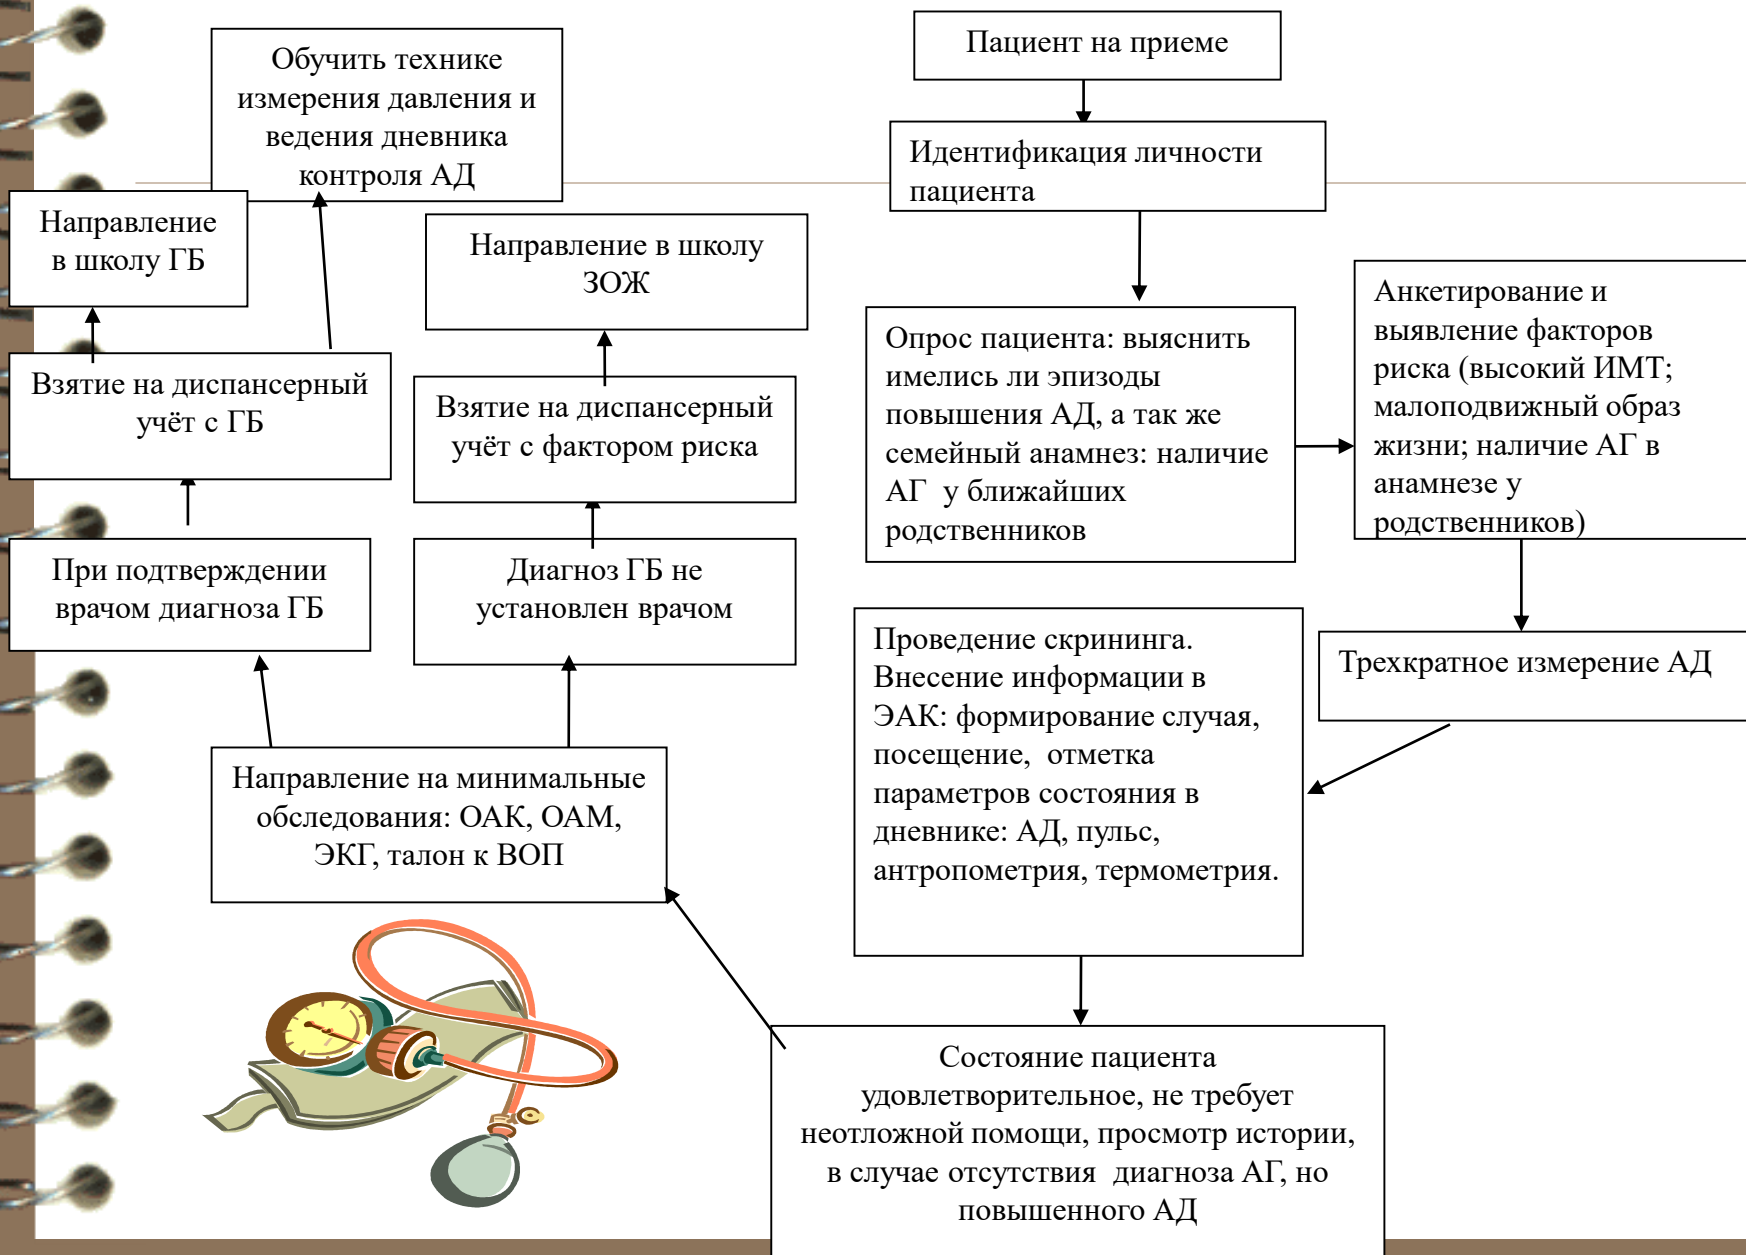 Пациент на приеме
Идентификация личности
пациента
Опрос пациента: выяснить
имелись ли эпизоды
повышения АД, а так же
семейный анамнез: наличие
АГ  у ближайших
родственников
Анкетирование и
выявление факторов
риска (высокий ИМТ;
малоподвижный образ
жизни; наличие АГ в
анамнезе у
родственников)
Трехкратное измерение АД
Проведение скрининга.
Внесение информации в
ЭАК: формирование случая,
посещение,  отметка
параметров состояния в
дневнике: АД, пульс,
антропометрия, термометрия.
Состояние пациента
удовлетворительное, не требует
неотложной помощи, просмотр истории,
в случае отсутствия  диагноза АГ, но
повышенного АД
Направление на минимальные
обследования: ОАК, ОАМ,
ЭКГ, талон к ВОП
При подтверждении
врачом диагноза ГБ
Диагноз ГБ не
установлен врачом
Взятие на диспансерный
учёт с ГБ
Взятие на диспансерный
учёт с фактором риска
Направление
в школу ГБ
Обучить технике
измерения давления и
ведения дневника
контроля АД
Направление в школу
ЗОЖ